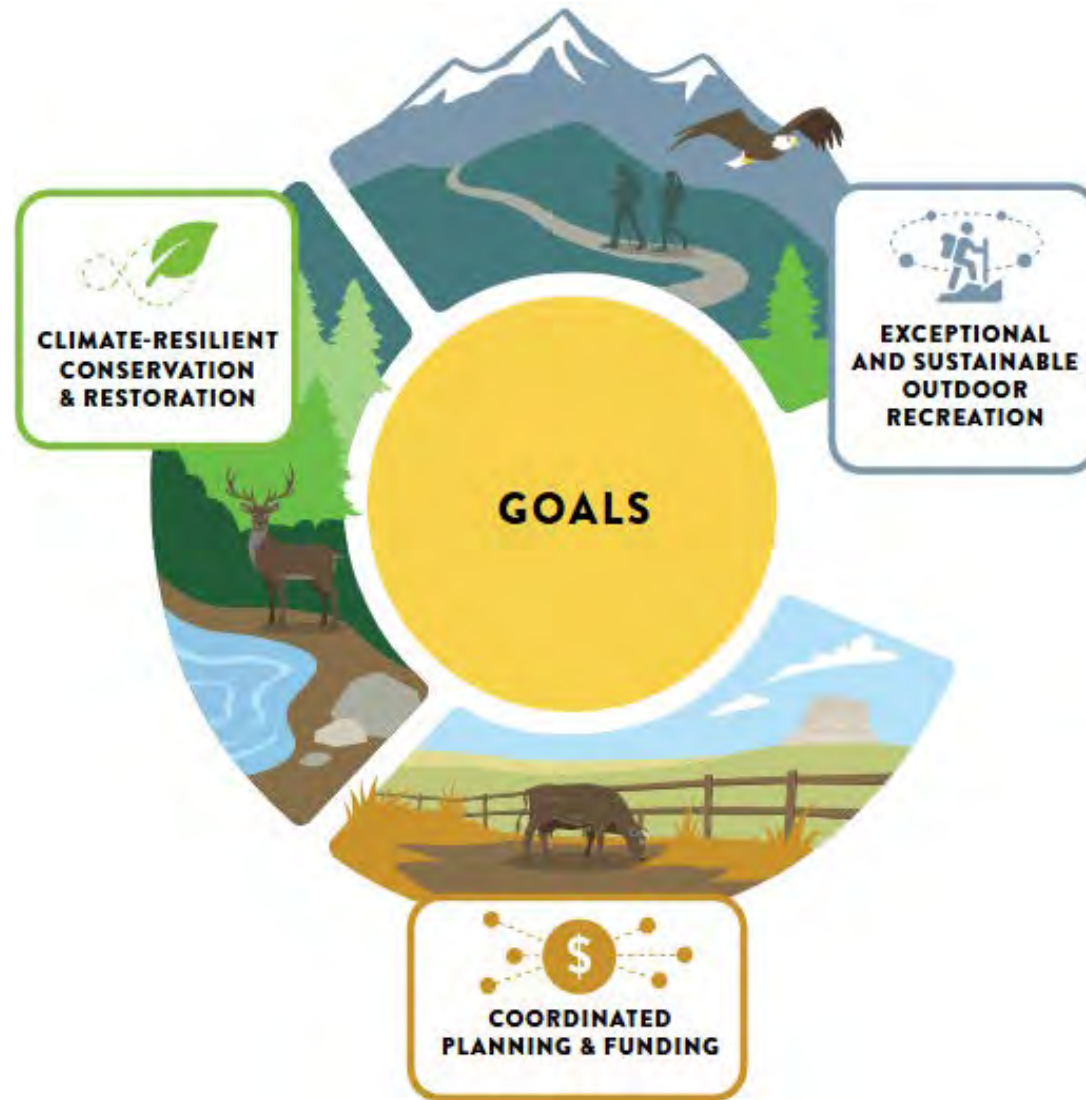 CLIMATE-RESILIENT
CONSERVATION
& RESTORATION
EXCEPTIONAL
AND SUSTAINABLE
OUTDOOR
RECREATION
GOALS
$
COORDINATED
PLANNING & FUNDING